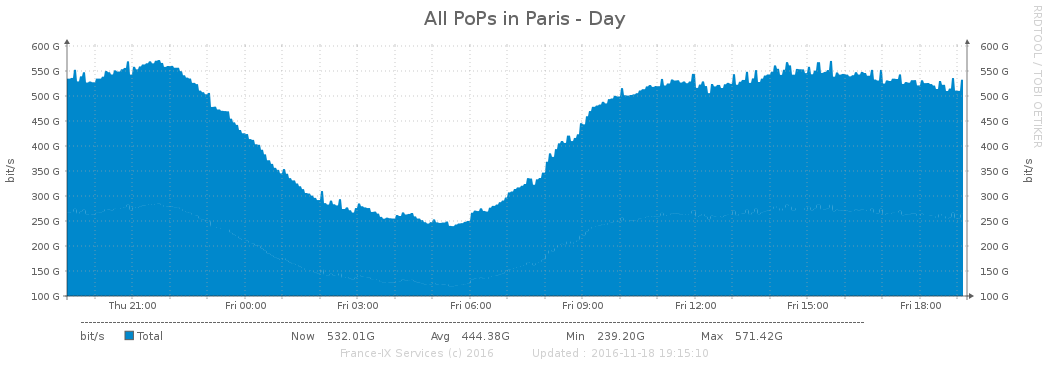 All PoPs in Paris - Day
RRDTOOL / TOBI OETIKER
600 G 600 G
550 G 550 G
500 G 500 G
450 G 450 G
400 G 400 G
350 G 350 G
300 G 300 G
250 G 250 G
200 G 200 G
150 G 150 G
100 G 100 G
bit/s
bit/s
Thu 21:00 Fri 00:00 Fri 03:00 Fri 06:00 Fri 09:00 Fri 12:00 Fri 15:00 Fri 18:00
bit/s Total Now 532.01G Avg 444.38G Min 239.20G Max 571.42G
France-IX Services (c) 2016 Updated : 2016-11-18 19:15:10